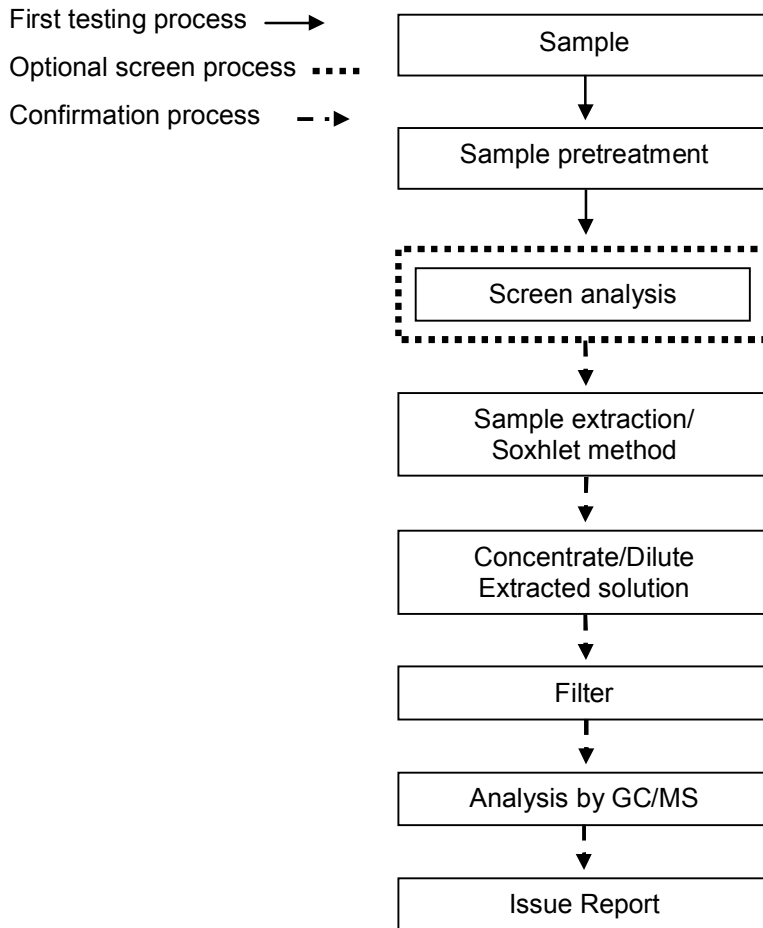 First testing process
Optional screen process
Confirmation process
Sample
Sample pretreatment
Screen analysis
Sample extraction/
Soxhlet method
Concentrate/Dilute
Extracted solution
Filter
Analysis by GC/MS
Issue Report